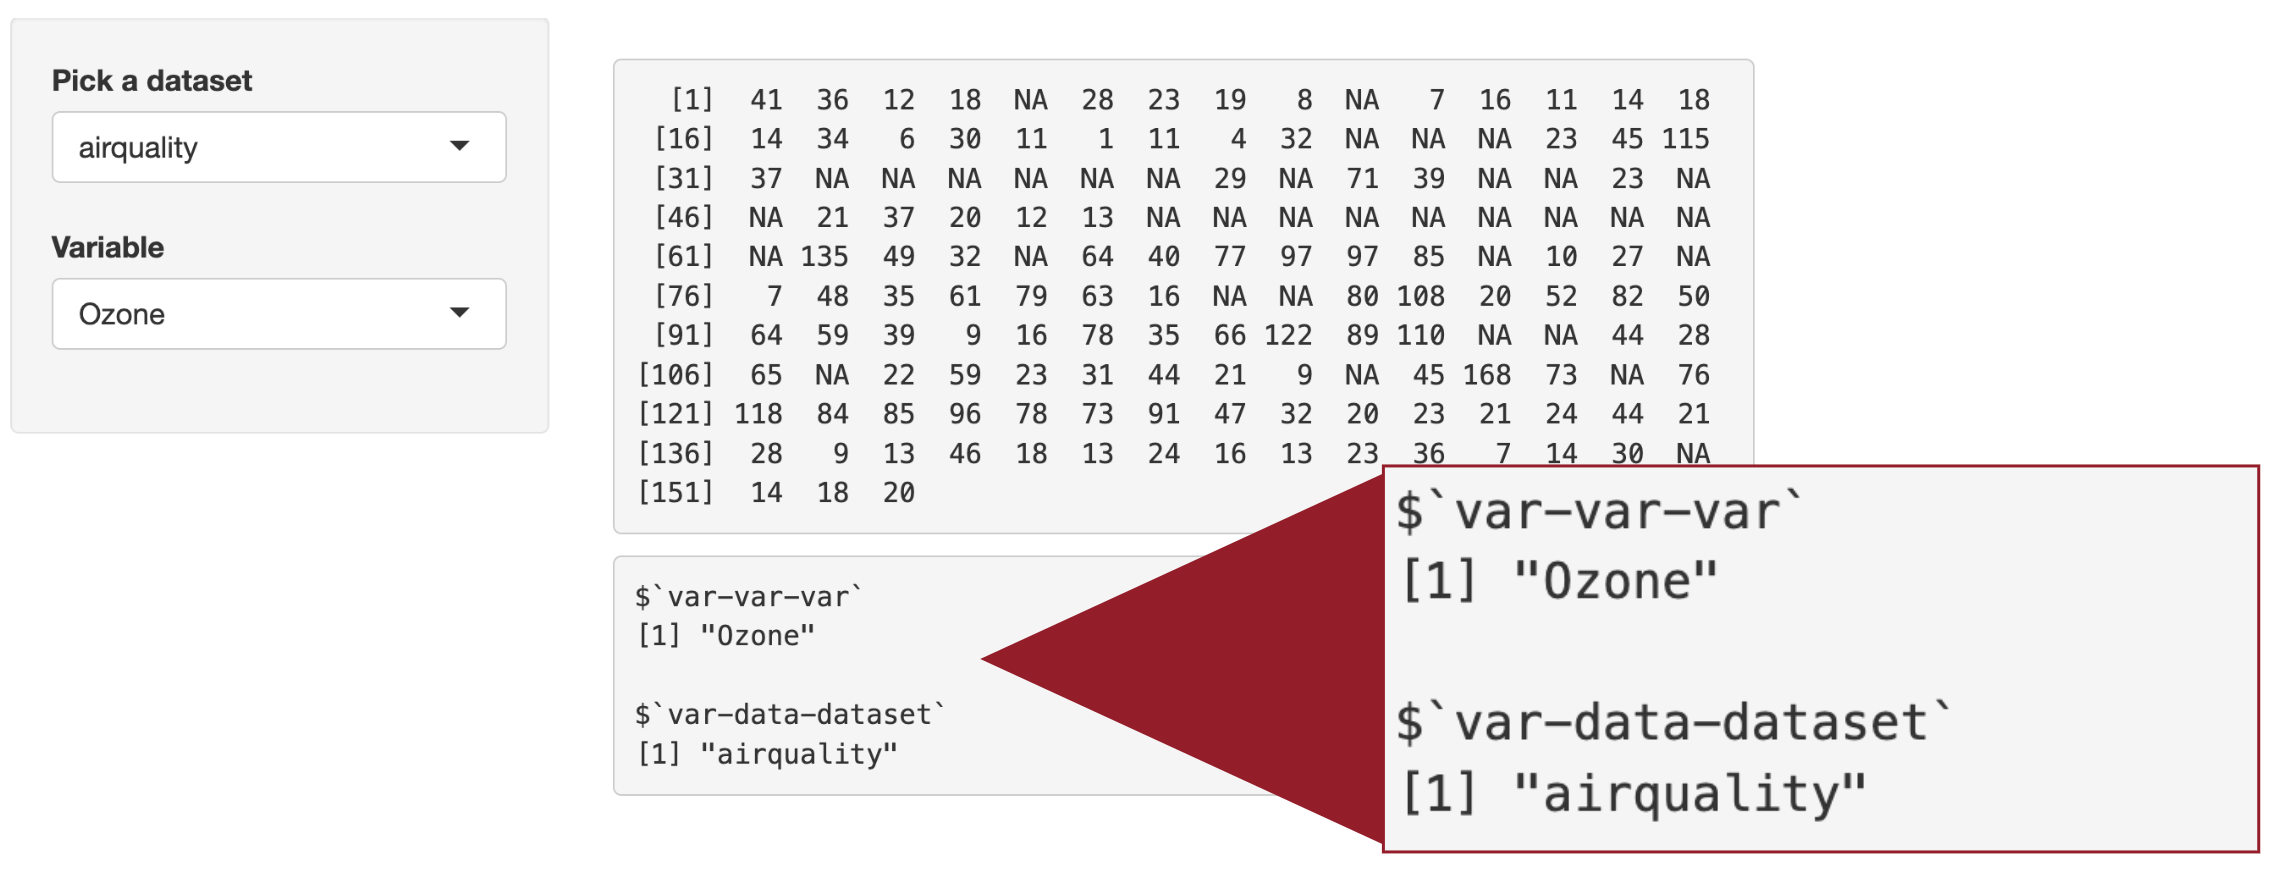 Pick a dataset
airquality
Variable
Ozone
[1] 41 36 12 18 NA 28 23 19 8 NA 7 16 11 14 18
[16] 14 34 6 30 11 1 11 4 32 NA NA NA 23 45 115
[31] 37 NA NA NA NA NA NA 29 NA 71 39 NA NA 23 NA
[46] NA 21 37 20 12 13 NA NA NA NA NA NA NA NA NA
[61] NA 135 49 32 NA 64 40 77 97 97 85 NA 10 27 NA
[76] 7 48 35 61 79 63 16 NA NA 80 108 20 52 82 50
[91] 64 59 39 9 16 78 35 66 122 89 110 NA NA 44 28
[106] 65 NA 22 59 23 31 44 21 9 NA 45 168 73 NA 76
[121] 118 84 85 96 78 73 91 47 32 20 23 21 24 44 21
[136] 28 9 13 46 18 13 24 16 13 23 36 7 14 30 NA
[151] 14 18 20
$`var-var-var`
[1] "Ozone"
$`var-data-dataset`
[1] "airquality"
$`var-var-var`
[1] "Ozone"
$`var-data-dataset`
[1] "airquality"